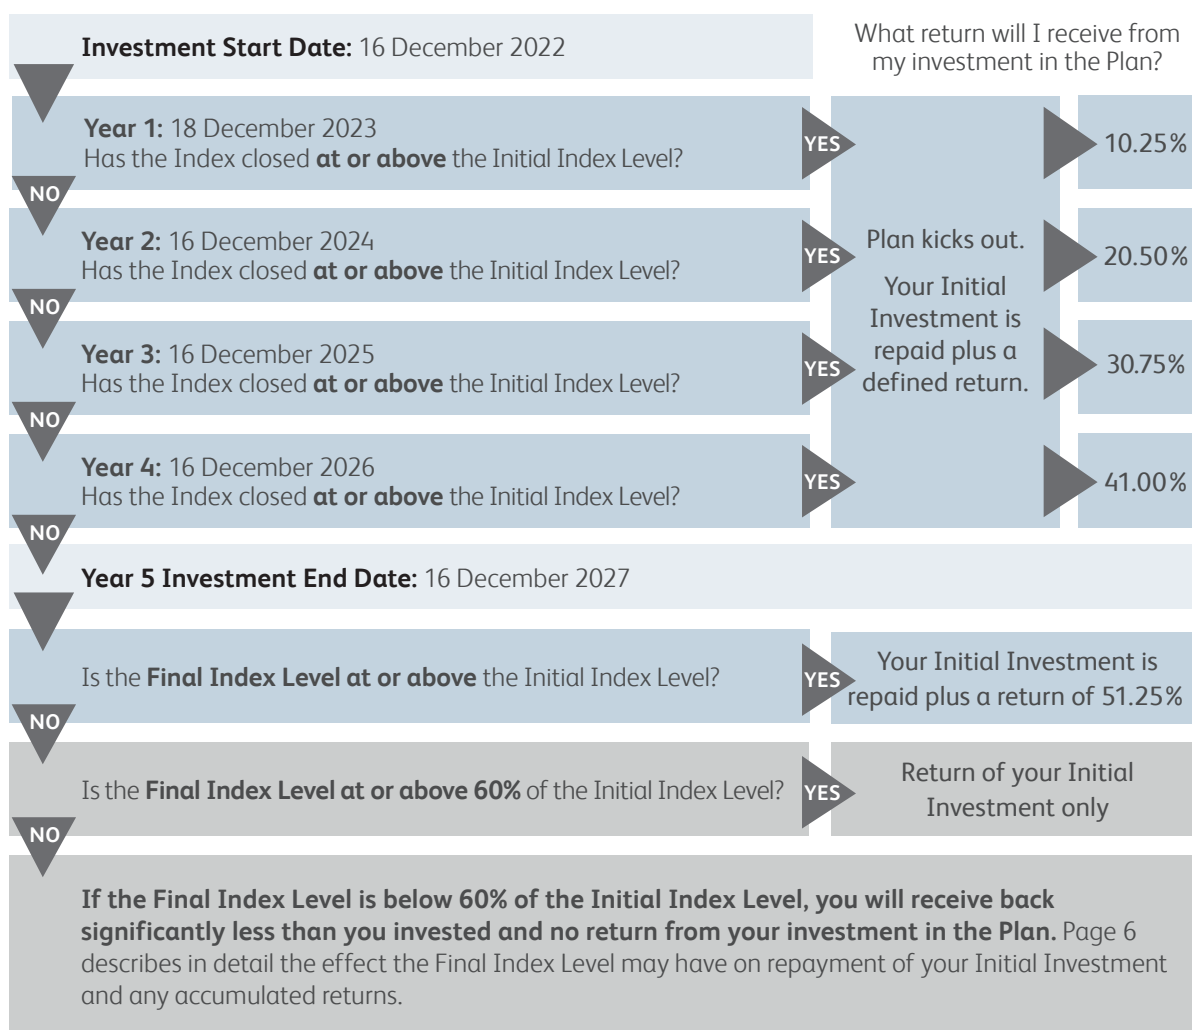 Investment Start Date: 16 December 2022
What return will I receive from
my investment in the Plan?
Year 1: 18 December 2023
Has the Index closed at or above the Initial Index Level?
YES
10.25%
NO
Year 2: 16 December 2024
Has the Index closed at or above the Initial Index Level?
YES
Plan kicks out.
Your Initial
Investment is
repaid plus a
defined return.
20.50%
NO
Year 3: 16 December 2025
Has the Index closed at or above the Initial Index Level?
YES
30.75%
NO
Year 4: 16 December 2026
Has the Index closed at or above the Initial Index Level?
YES
41.00%
NO
Year 5 Investment End Date: 16 December 2027
Is the Final Index Level at or above the Initial Index Level?
YES
Your Initial Investment is
repaid plus a return of 51.25%
NO
Is the Final Index Level at or above 60% of the Initial Index Level?
YES
Return of your Initial
Investment only
NO
If the Final Index Level is below 60% of the Initial Index Level, you will receive back
significantly less than you invested and no return from your investment in the Plan. Page 6
describes in detail the effect the Final Index Level may have on repayment of your Initial Investment
and any accumulated returns.